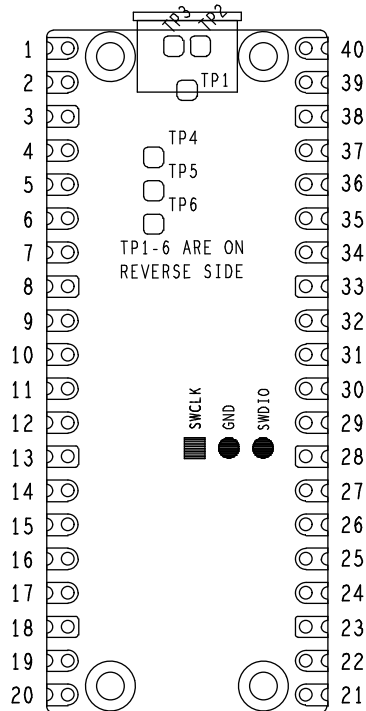 TP3 TP2
1 40
2 TP1 39
3 38
4 TP4 37
5 TP5 36
6 TP6 35
7 TP1-6 ARE ON 34
8 REVERSE SIDE 33
9 32
10 31
11 30
12 SWCLK GND SWDIO 29
13 28
14 27
15 26
16 25
17 24
18 23
19 22
20 21